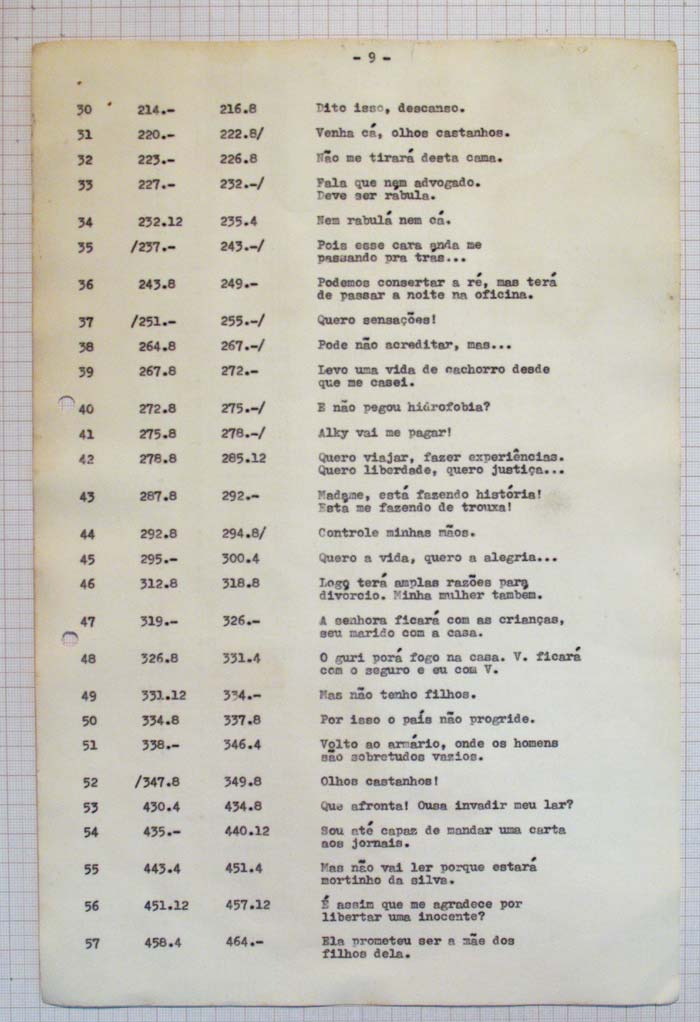 - 9 -
30 214.- 216.8 Dito isso, descanso.
31 220.- 222.8/ Venha cá, olhos castanhos.
32 223.- 226.8 Não me tirará desta cama.
33 227.- 232.-/ Fala que nem advogado.
Deve ser rábula.
34 232.12 235.4 Nem rabulá nem cá.
35 /237.- 243.-/ Pois esse cara anda me
passando pra trás...
36 243.8 249.- Podemos consertar a ré, mas terá
de passar a noite na oficina.
37 /251.- 255.-/ Quero sensações!
38 264.8 267.-/ Pode não acreditar, mas...
39 267.8 272.- Levo uma vida de cachorro desde
que me casei.
40 272.8 275.-/ E não pegou hidrofobia?
41 275.8 278.-/ Alky vai me pagar!
42 278.8 285.12 Quero viajar, fazer experiências.
Quero liberdade, quero justiça...
43 287.8 292.- Madame, está fazendo história!
Está me fazendo de trouxa!
44 292.8 294.8/ Controle minhas mãos.
45 295.- 300.4 Quero a vida, quero a alegria...
46 312.8 318.8 Logo terá amplas razões para
divorcio. Minha mulher tambem.
47 319.- 326.- A senhora ficará com as crianças,
seu marido com a casa.
48 326.8 331.4 O guri porá fogo na casa. V. ficará
com o seguro e eu com V.
49 331.12 334.- Mas não tenho filhos.
50 334.8 337.8 Por isso o país não progride.
51 338.- 346.4 Volto ao armário, onde os homens
são sobretudos vazios.
52 /347.8 349.8 Olhos castanhos!
53 430.4 434.8 Que afronta! Ousa invadir meu lar?
54 435.- 440.12 Sou até capaz de mandar uma carta
aos jornais.
55 443.4 451.4 Mas não vai ler porque estará
mortinho da silva.
56 451.12 457.12 É assim que me agradece por
libertar uma inocente?
57 458.4 464.- Ela prometeu ser a mãe dos
filhos dela.